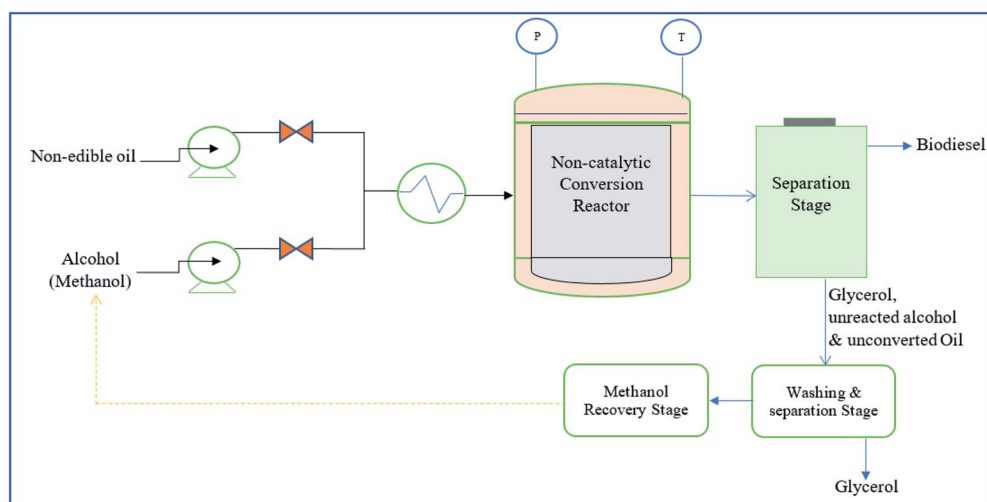 P
T
Non-edible oil
Non-catalytic
Conversion
Reactor
Separation
Stage
Biodiesel
Alcohol
(Methanol)
Glycerol,
unreacted alcohol
& unconverted Oil
Methanol
Recovery Stage
Washing &
separation Stage
Glycerol